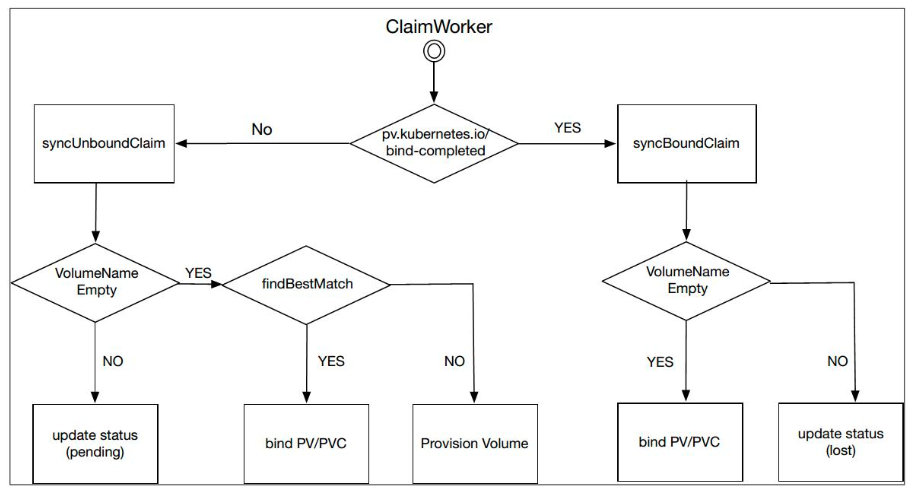 ClaimWorker
syncUnboundClaim
No
pv.kubernetes.io/
bind-completed
YES
syncBoundClaim
VolumeName
Empty
YES
findBestMatch
VolumeName
Empty
NO
YES
NO
YES
NO
update status
(pending)
bind PV/PVC
Provision Volume
bind PV/PVC
update status
(lost)